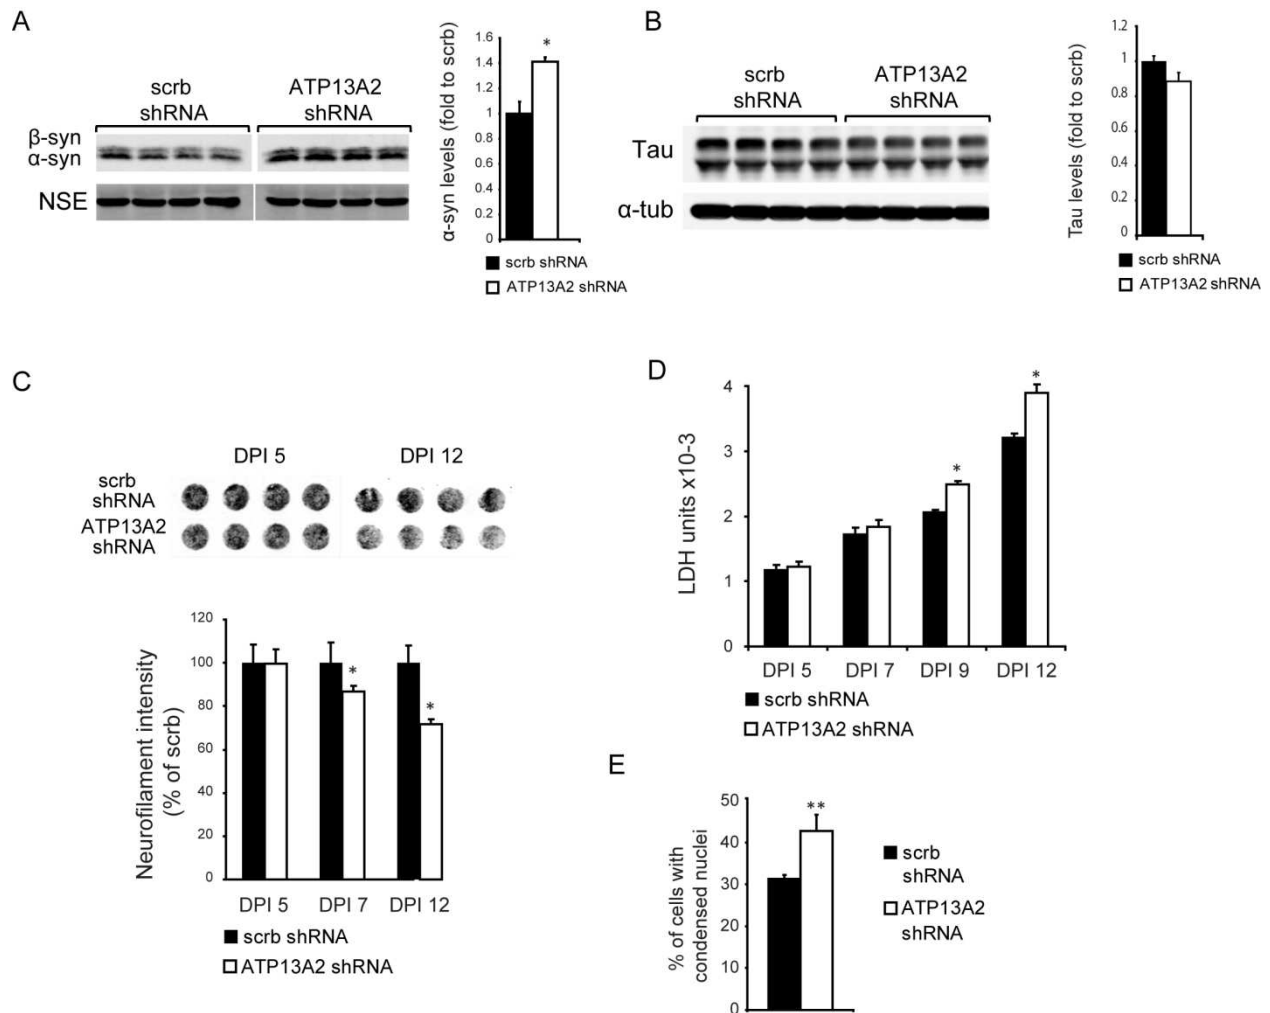 A
scrb
shRNA
ATP13A2
shRNA
β-syn
α-syn
NSE
α-syn levels (fold to scrb)
1.6
1.4
1.2
1
0.8
0.6
0.4
0.2
0
*
scrb shRNA
ATP13A2 shRNA
B
scrb
shRNA
ATP13A2
shRNA
Tau
α-tub
Tau levels (fold to scrb)
1.2
1
0.8
0.6
0.4
0.2
0
scrb shRNA
ATP13A2 shRNA
C
DPI 5
DPI 12
scrb
shRNA
ATP13A2
shRNA
Neurofilament intensity
(% of scrb)
120
100
80
60
40
20
0
*
*
DPI 5
DPI 7
DPI 12
scrb shRNA
ATP13A2 shRNA
D
LDH units x10-3
4
3
2
1
0
*
*
DPI 5
DPI 7
DPI 9
DPI 12
scrb shRNA
ATP13A2 shRNA
E
% of cells with
condensed nuclei
50
40
30
20
10
0
**
scrb
shRNA
ATP13A2
shRNA